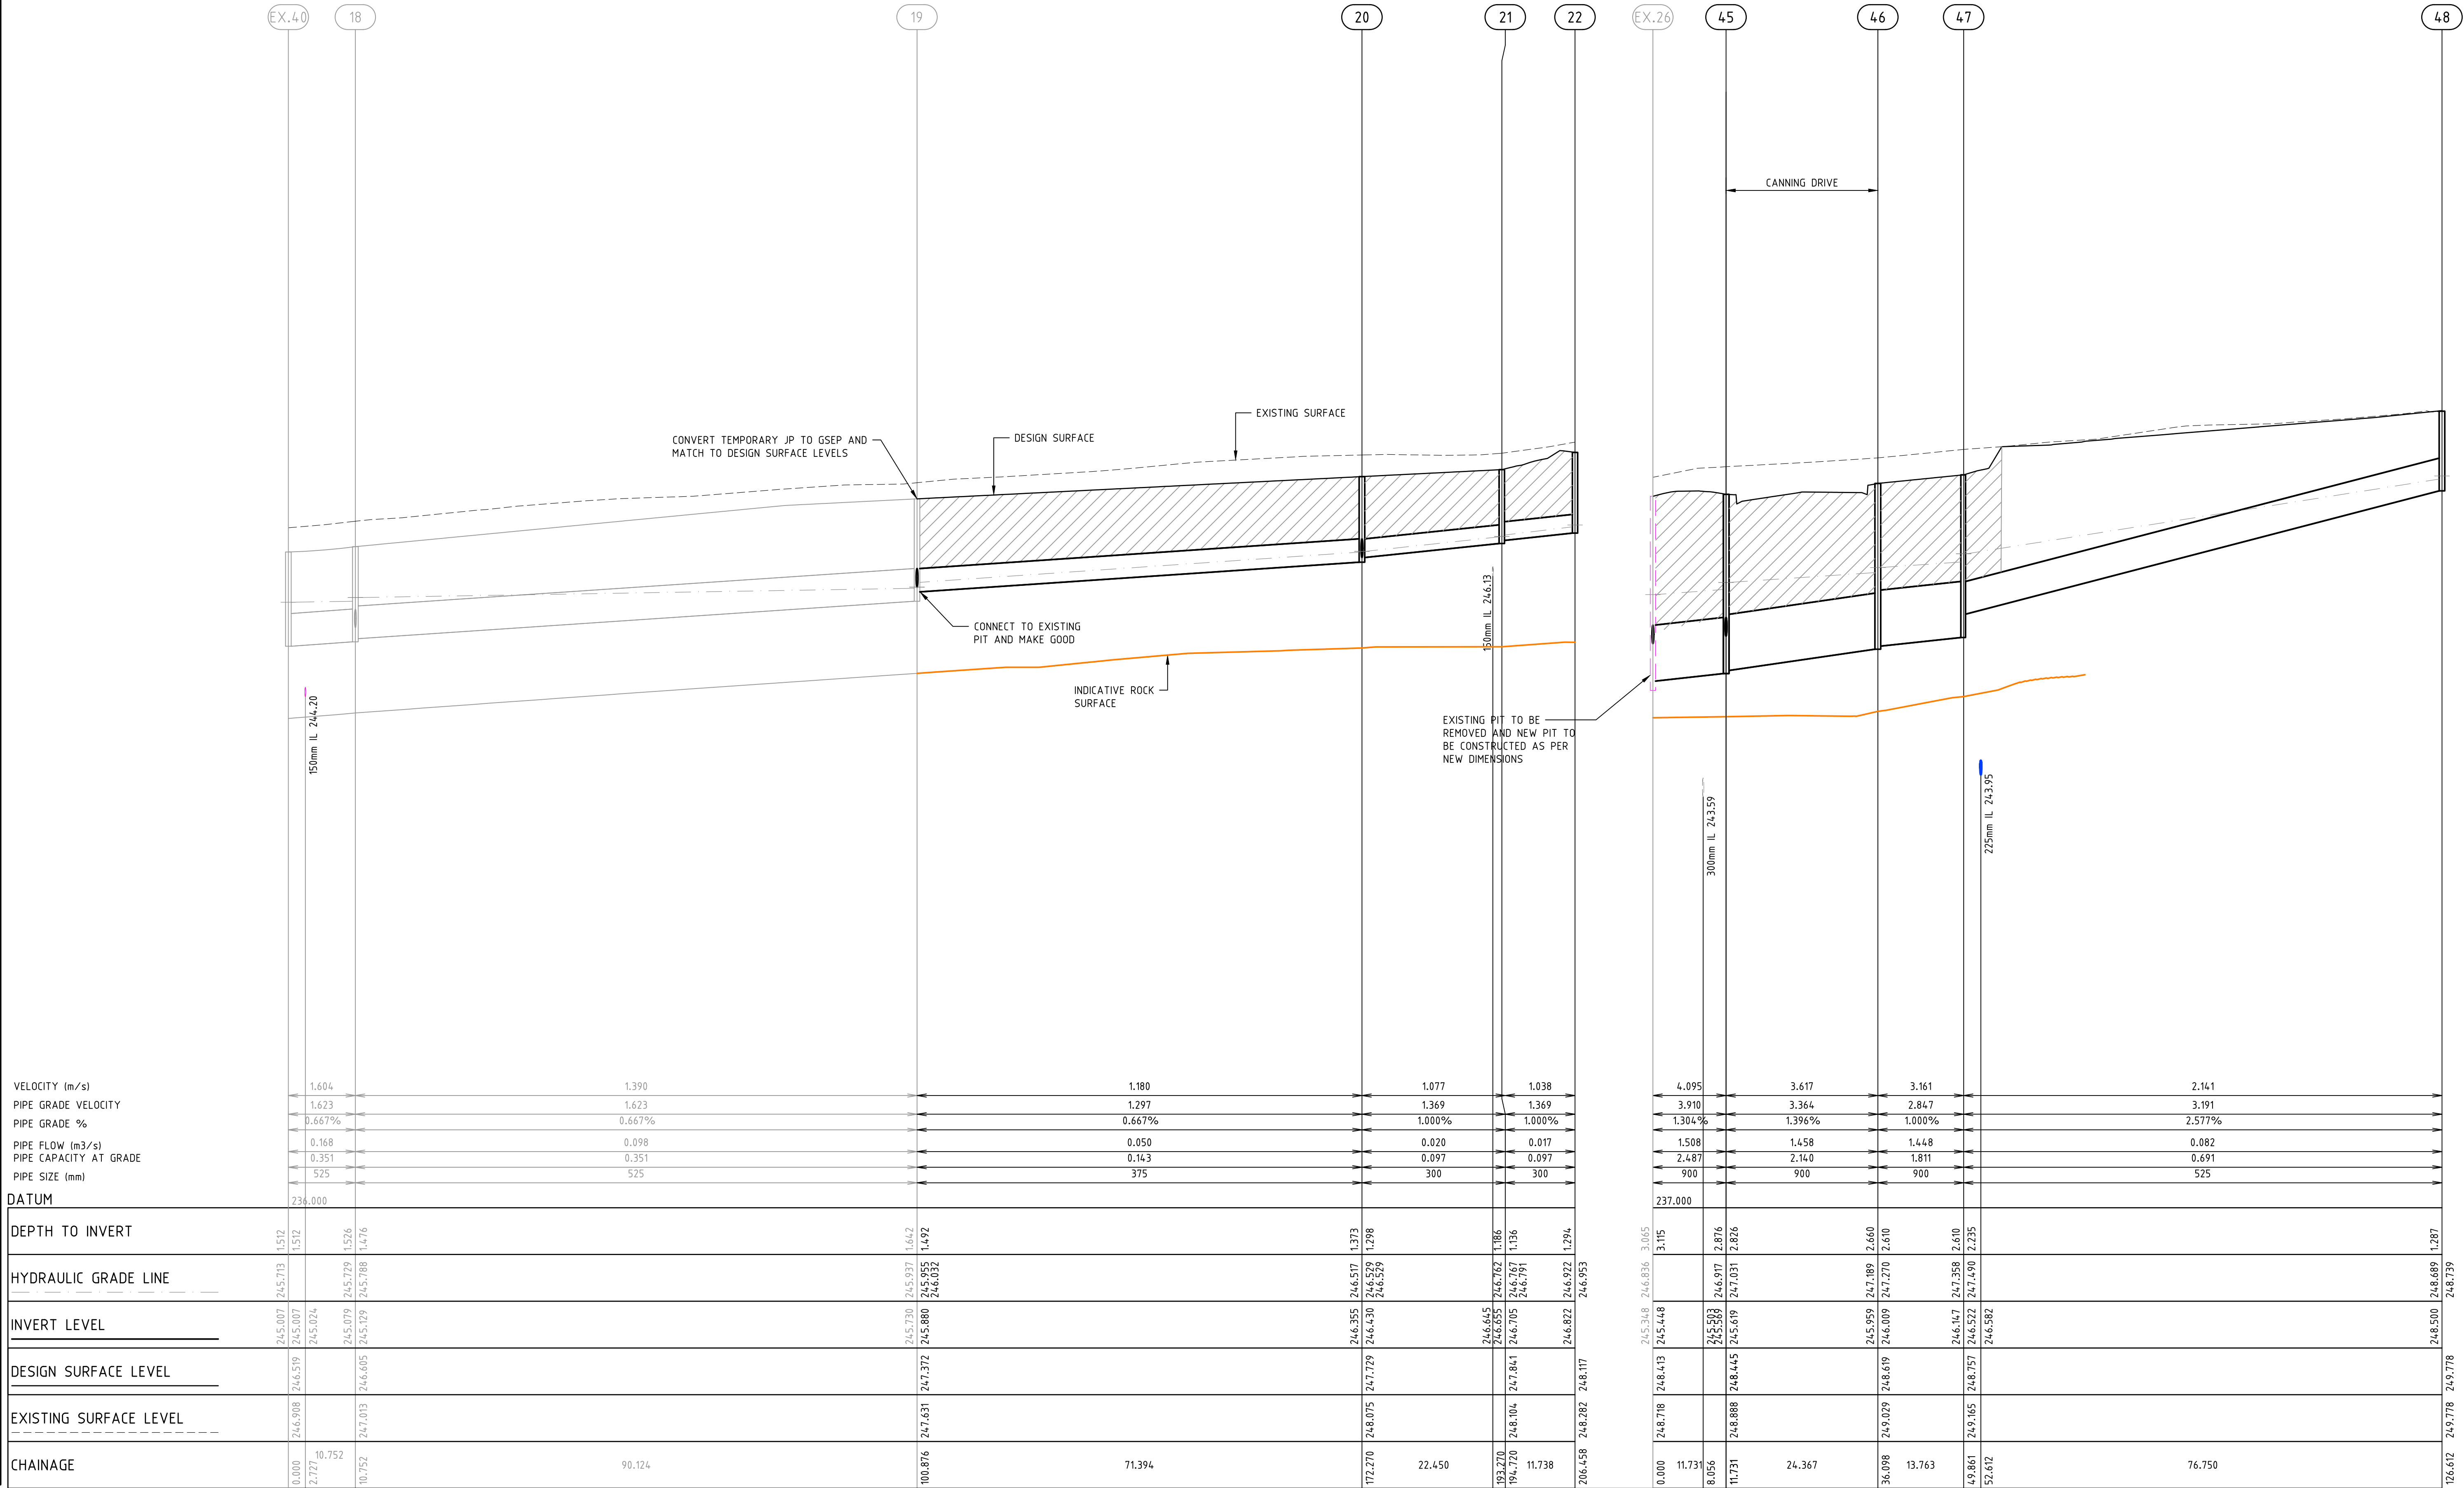 EX.40 18 19 20 21 22 EX.26 45 46 47 48
CANNING DRIVE
EXISTING SURFACE
DESIGN SURFACE
CONVERT TEMPORARY JP TO GSEP AND
MATCH TO DESIGN SURFACE LEVELS
CONNECT TO EXISTING
PIT AND MAKE GOOD
INDICATIVE ROCK
SURFACE
150mm IL 244.20
150mm IL 246.13
EXISTING PIT TO BE
REMOVED AND NEW PIT TO
BE CONSTRUCTED AS PER
NEW DIMENSIONS
300mm IL 243.59
225mm IL 243.95
VELOCITY (m/s) 1.604 1.390 1.180 1.077 1.038 4.095 3.617 3.161 2.141
PIPE GRADE VELOCITY 1.623 1.623 1.297 1.369 1.369 3.910 3.364 2.847 3.191
PIPE GRADE % 0.667% 0.667% 0.667% 1.000% 1.000% 1.304% 1.396% 1.000% 2.577%
PIPE FLOW (m3/s) 0.168 0.098 0.050 0.020 0.017 1.508 1.458 1.448 0.082
PIPE CAPACITY AT GRADE 0.351 0.351 0.143 0.097 0.097 2.487 2.140 1.811 0.691
PIPE SIZE (mm) 525 525 375 300 300 900 900 900 525
DATUM 236.000 237.000
DEPTH TO INVERT 1.512 1.512 1.526 1.476 1.642 1.492 1.373 1.298 1.186 1.136 1.294 3.065 3.115 2.876 2.826 2.660 2.610 2.610 2.235 1.287
HYDRAULIC GRADE LINE 245.713 245.729 245.788 245.937 245.955 246.032 246.517 246.529 246.529 246.762 246.767 246.791 246.922 246.953 246.836 246.917 247.031 247.189 247.270 247.358 247.490 248.689 248.739
INVERT LEVEL 245.007 245.007 245.024 245.079 245.129 245.730 245.880 246.355 246.430 246.645 246.655 246.705 246.822 245.348 245.448 245.503 245.569 245.619 245.959 246.009 246.147 246.522 246.582 248.500
DESIGN SURFACE LEVEL 246.519 246.605 247.372 247.729 247.841 248.117 248.413 248.445 248.619 248.757 249.778
EXISTING SURFACE LEVEL 246.908 247.013 247.631 248.075 248.104 248.282 248.718 248.888 249.029 249.165 249.778
CHAINAGE 0.000 2.727 10.752 10.752 90.124 100.876 71.394 172.270 22.450 193.270 194.720 11.738 206.458 0.000 11.731 8.056 11.731 24.367 36.098 13.763 49.861 52.612 76.750 126.612